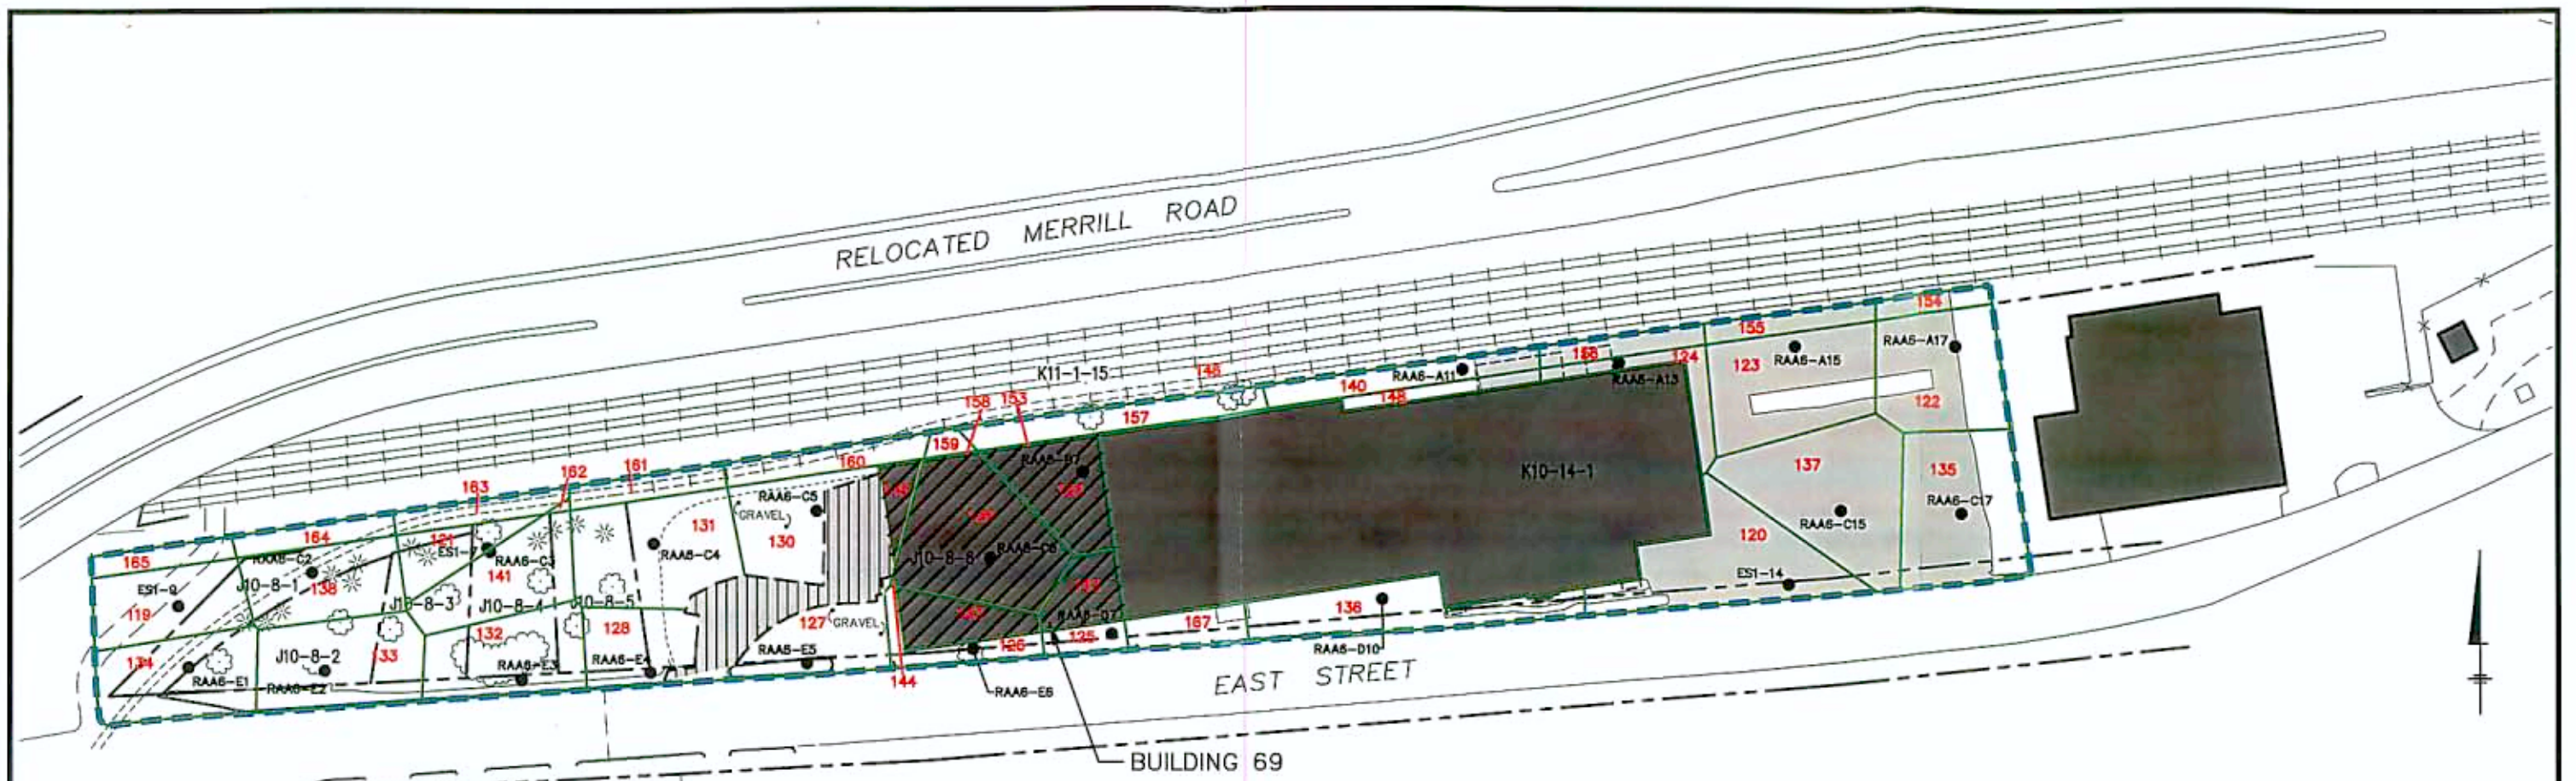 RELOCATED MERRILL ROAD
154
155
RAA6-A17
RAA6-A15
123
122
124
RAA6-A13
RAA6-A11
140
K11-1-15
157
158
153
159
160
161
162
163
164
165
K10-14-1
137
135
RAA6-C17
RAA6-C15
120
ES1-14
RAA6-C5
GRAVEL
131
130
RAA6-C4
121
ES1-7
RAA6-C3
141
RAA6-C2
J10-8-1
138
ES1-9
119
J10-8-3
J10-8-4
J10-8-5
J10-8-8
RAA6-C6
RAA6-B7
132
128
127
GRAVEL
136
167
RAA6-D7
125
126
134
J10-8-2
133
RAA6-E1
RAA6-E2
RAA6-E3
RAA6-E4
RAA6-E5
RAA6-D10
144
RAA6-E6
EAST STREET
BUILDING 69